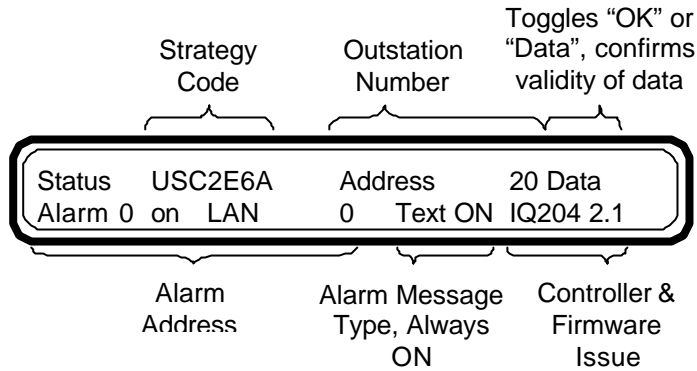 Toggles “OK” or
Strategy Outstation “Data”, confirms
Code Number validity of data
Status USC2E6A Address 20 Data
Alarm 0 on LAN 0 Text ON IQ204 2.1
Alarm Alarm Message Controller &
Address Type, Always Firmware
ON Issue